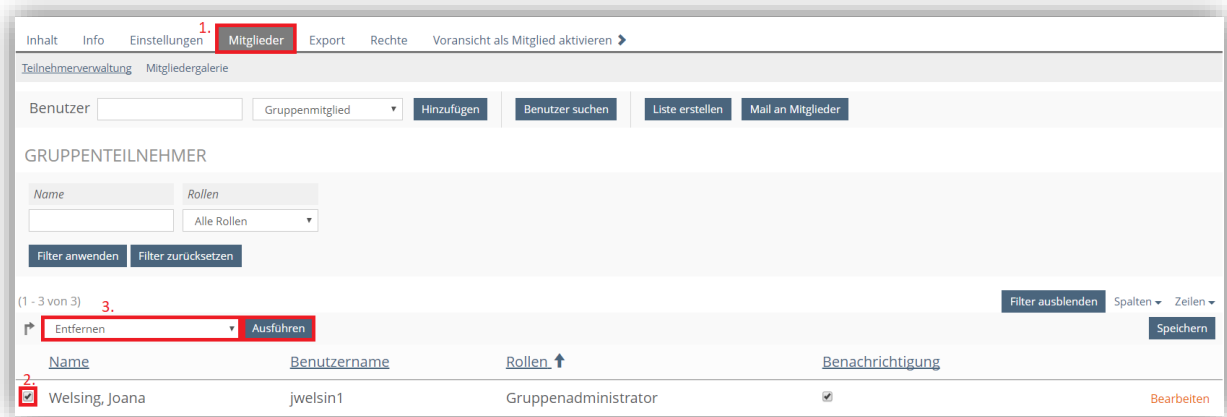 1.
Inhalt Info Einstellungen Mitglieder Export Rechte Voransicht als Mitglied aktivieren
Teilnehmerverwaltung Mitgliedergalerie
Benutzer Gruppenmitglied Hinzufügen Benutzer suchen Liste erstellen Mail an Mitglieder
GRUPPENTEILNEHMER
Name Rollen
Alle Rollen
Filter anwenden Filter zurücksetzen
(1 - 3 von 3) Filter ausblenden Spalten Zeilen
3.
Entfernen Ausführen Speichern
Name Benutzername Rollen Benachrichtigung
2.
Welsing, Joana jwelsin1 Gruppenadministrator Bearbeiten